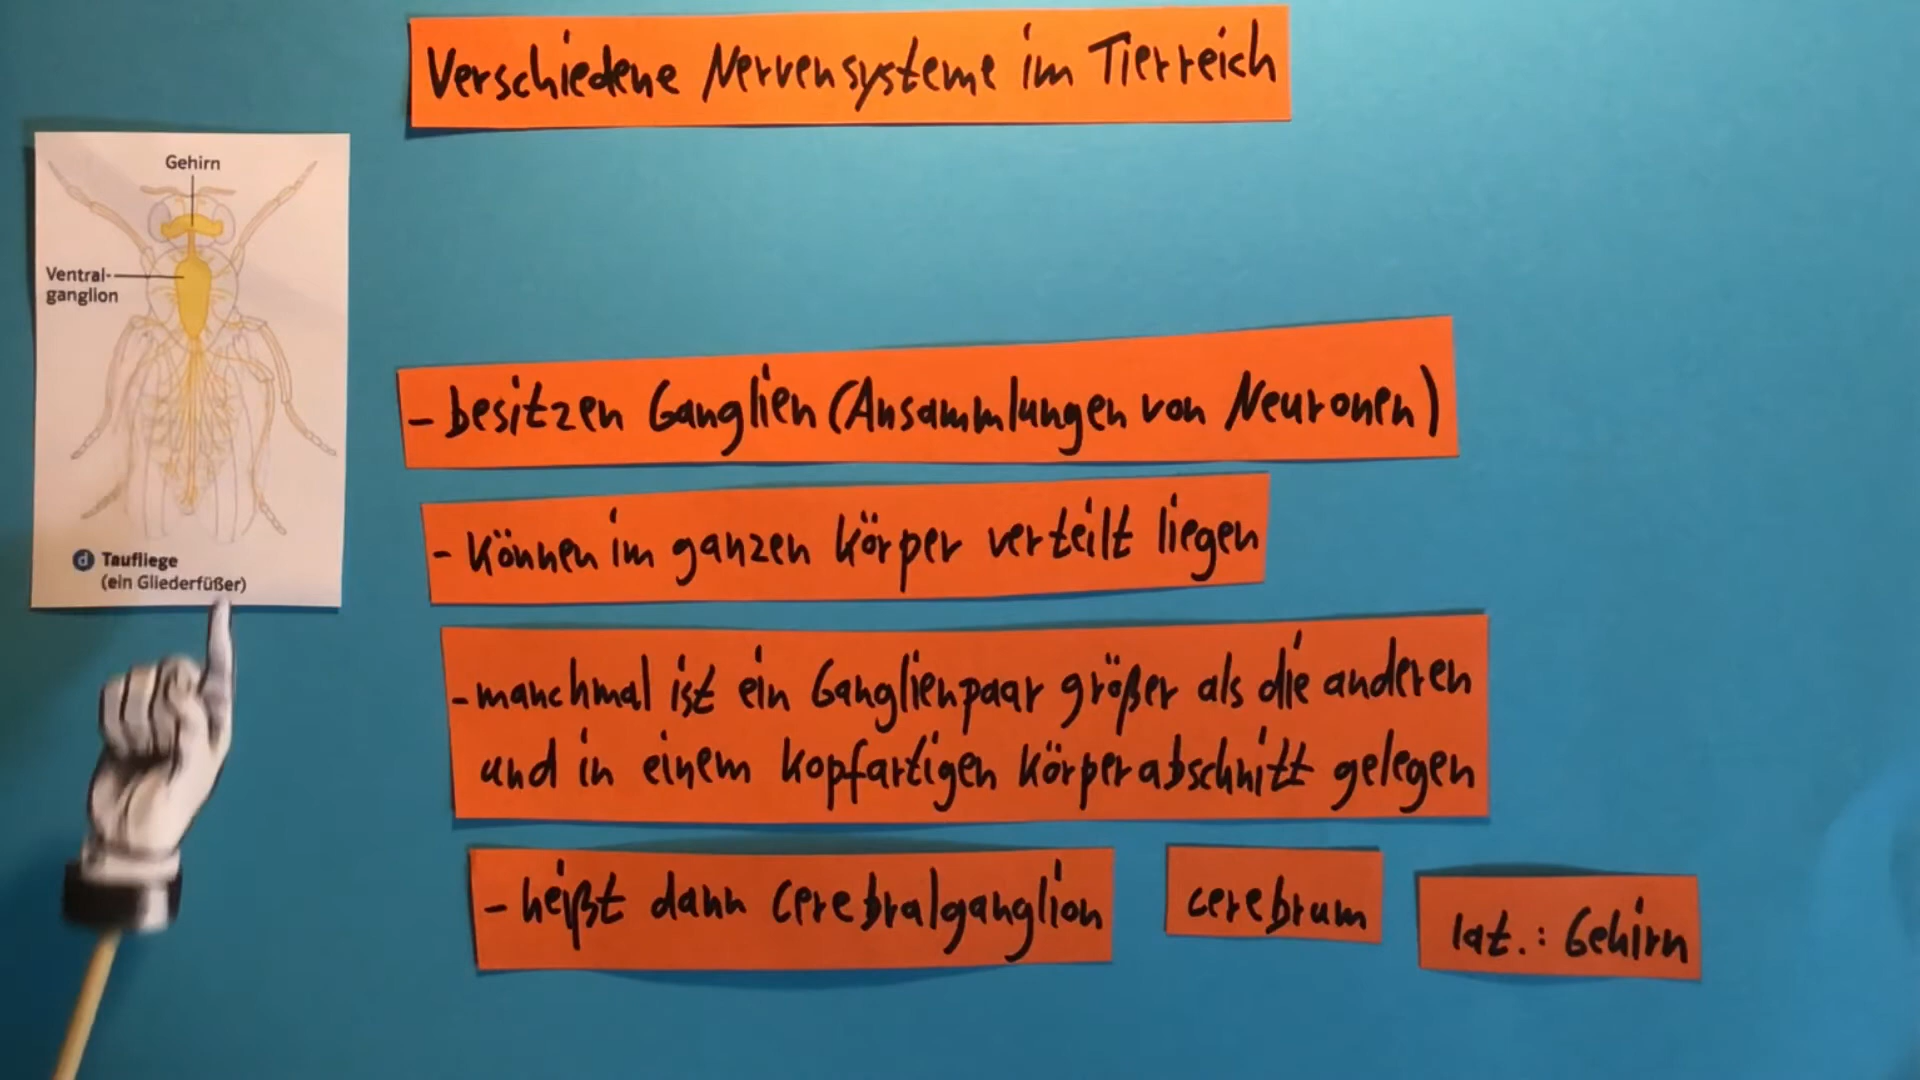 Verschiedene Nervensysteme im Tierreich
Gehirn
Ventral-
ganglion
d Taufliege
(ein Gliederfüßer)
- besitzen Ganglien (Ansammlungen von Neuronen)
- können im ganzen Körper verteilt liegen
- manchmal ist ein Ganglienpaar größer als die anderen
und in einem kopfartigen Körperabschnitt gelegen
- heißt dann Cerebralganglion
cerebrum
lat.: Gehirn